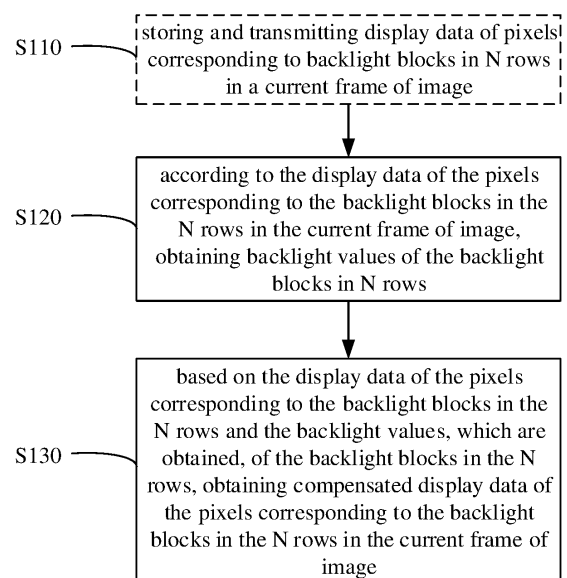 S110
storing and transmitting display data of pixels
corresponding to backlight blocks in N rows
in a current frame of image
S120
according to the display data of the pixels
corresponding to the backlight blocks in the
N rows in the current frame of image,
obtaining backlight values of the backlight
blocks in N rows
S130
based on the display data of the pixels
corresponding to the backlight blocks in the
N rows and the backlight values, which are
obtained, of the backlight blocks in the N
rows, obtaining compensated display data of
the pixels corresponding to the backlight
blocks in the N rows in the current frame of
image